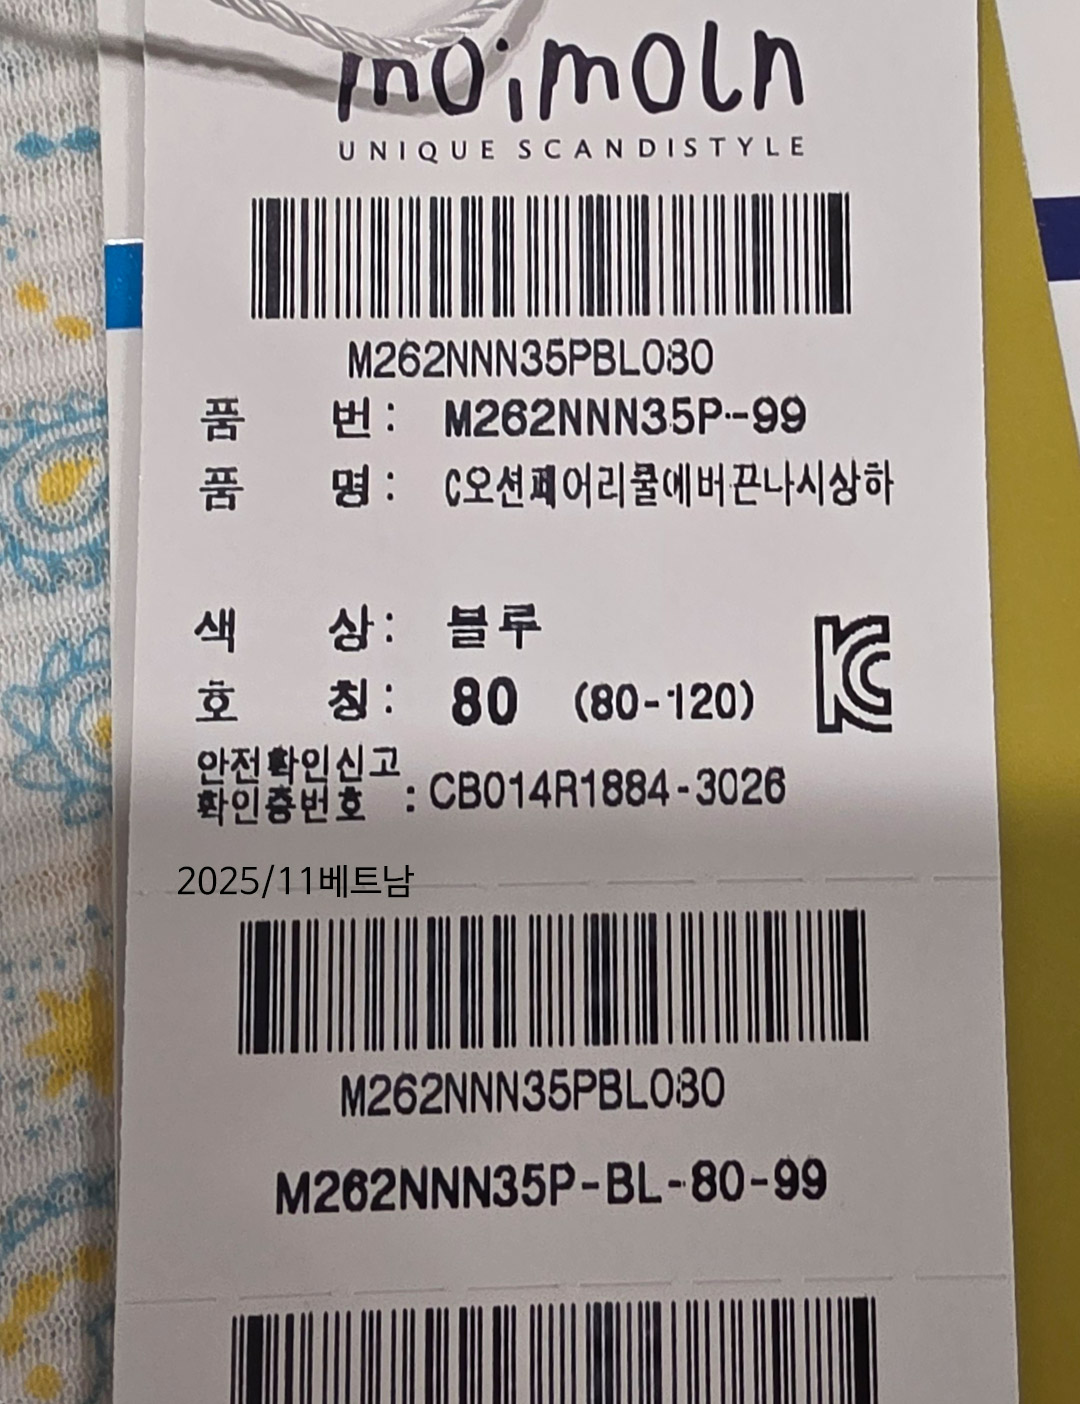 moimoln
UNIQUE SCANDISTYLE
M262NNN35PBL080
품 번 : M262NNN35P-99
품 명 : C오션페어리쿨에버끈나시상하
색 상 : 블루
호 칭 : 80 (80-120)
안전확인신고
확인증번호 : CB014R1884-3026
2025/11베트남
M262NNN35PBL080
M262NNN35P-BL-80-99